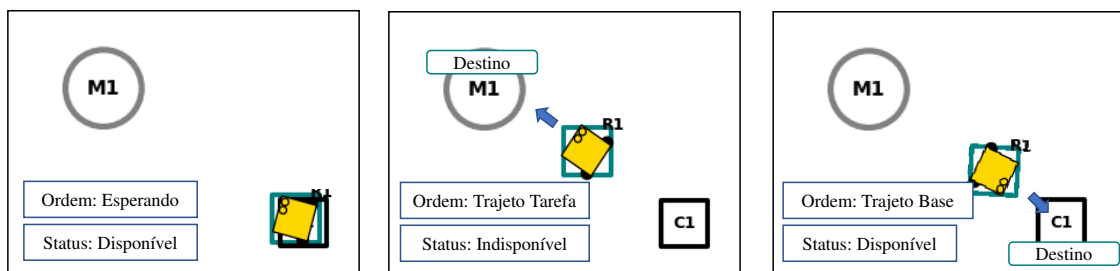 M1
R1
Ordem: Esperando
Status: Disponível
Destino
M1
R1
Ordem: Trajeto Tarefa
C1
Status: Indisponível
M1
R1
Ordem: Trajeto Base
C1
Status: Disponível
Destino